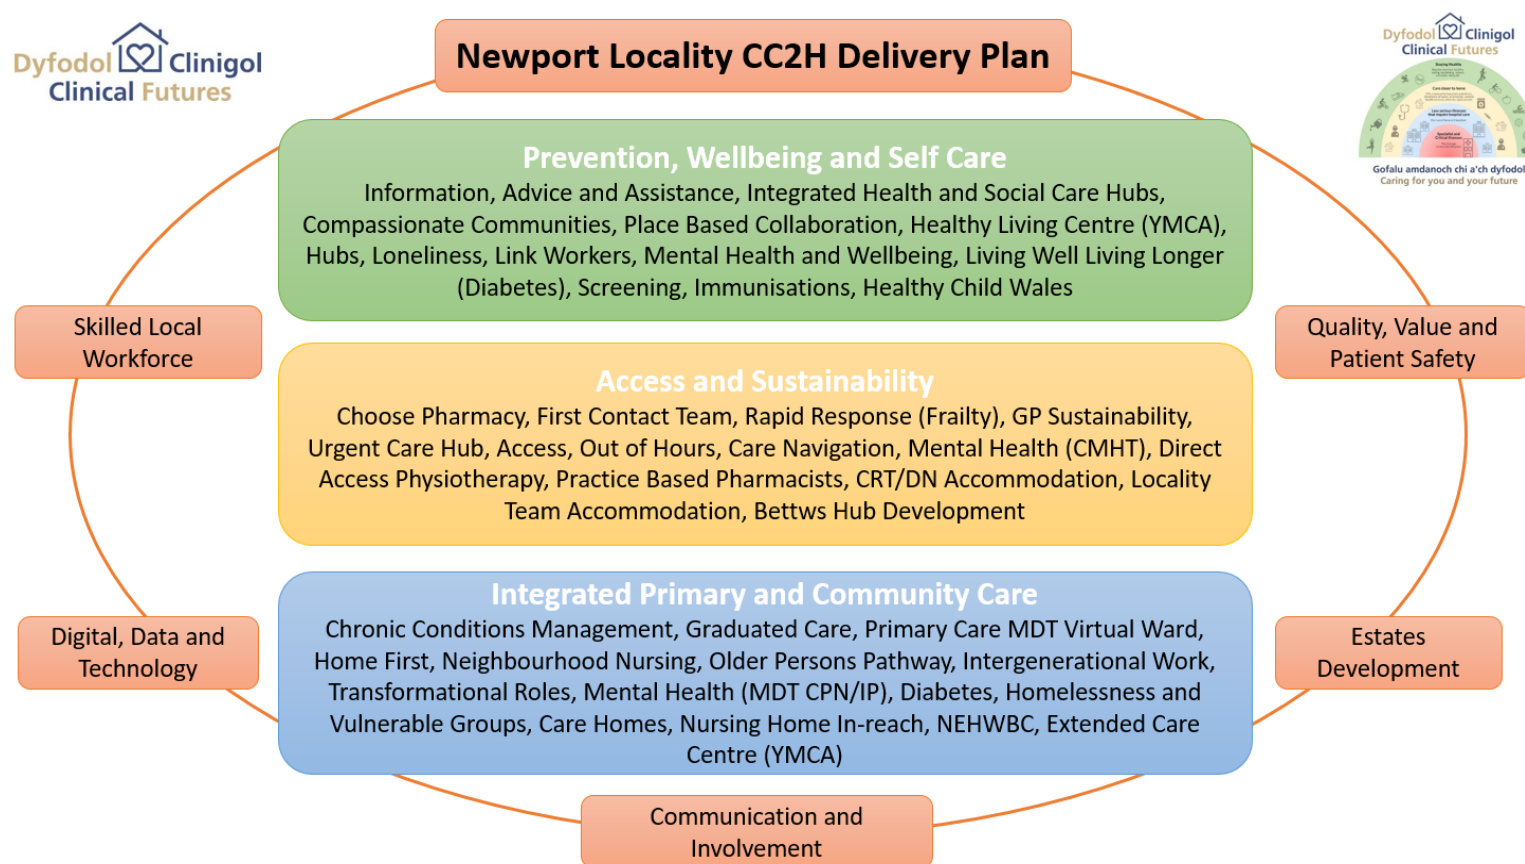 Dyfodol Clinigol
Clinical Futures
Newport Locality CC2H Delivery Plan
Dyfodol Clinigol
Clinical Futures
Staying Healthy
Care closer to home
Gofalu amdanoch chi a'ch dyfodol
Caring for you and your future
Prevention, Wellbeing and Self Care
Information, Advice and Assistance, Integrated Health and Social Care Hubs,
Compassionate Communities, Place Based Collaboration, Healthy Living Centre (YMCA),
Hubs, Loneliness, Link Workers, Mental Health and Wellbeing, Living Well Living Longer
(Diabetes), Screening, Immunisations, Healthy Child Wales
Skilled Local
Workforce
Quality, Value and
Patient Safety
Access and Sustainability
Choose Pharmacy, First Contact Team, Rapid Response (Frailty), GP Sustainability,
Urgent Care Hub, Access, Out of Hours, Care Navigation, Mental Health (CMHT), Direct
Access Physiotherapy, Practice Based Pharmacists, CRT/DN Accommodation, Locality
Team Accommodation, Bettws Hub Development
Integrated Primary and Community Care
Chronic Conditions Management, Graduated Care, Primary Care MDT Virtual Ward,
Home First, Neighbourhood Nursing, Older Persons Pathway, Intergenerational Work,
Transformational Roles, Mental Health (MDT CPN/IP), Diabetes, Homelessness and
Vulnerable Groups, Care Homes, Nursing Home In-reach, NEHWBC, Extended Care
Centre (YMCA)
Digital, Data and
Technology
Estates
Development
Communication and
Involvement